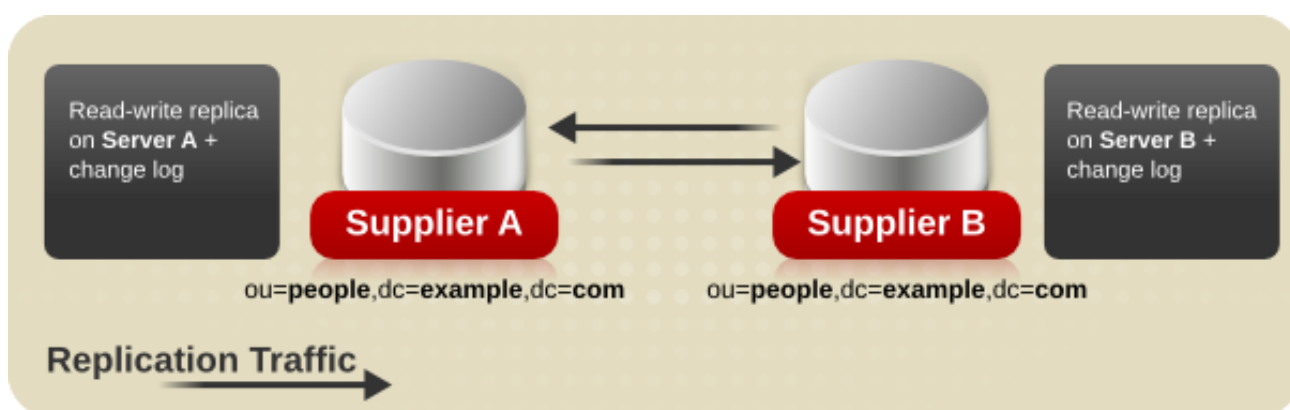 Read-write replica
on Server A +
change log
Supplier A
ou=people,dc=example,dc=com
Supplier B
ou=people,dc=example,dc=com
Read-write replica
on Server B +
change log
Replication Traffic